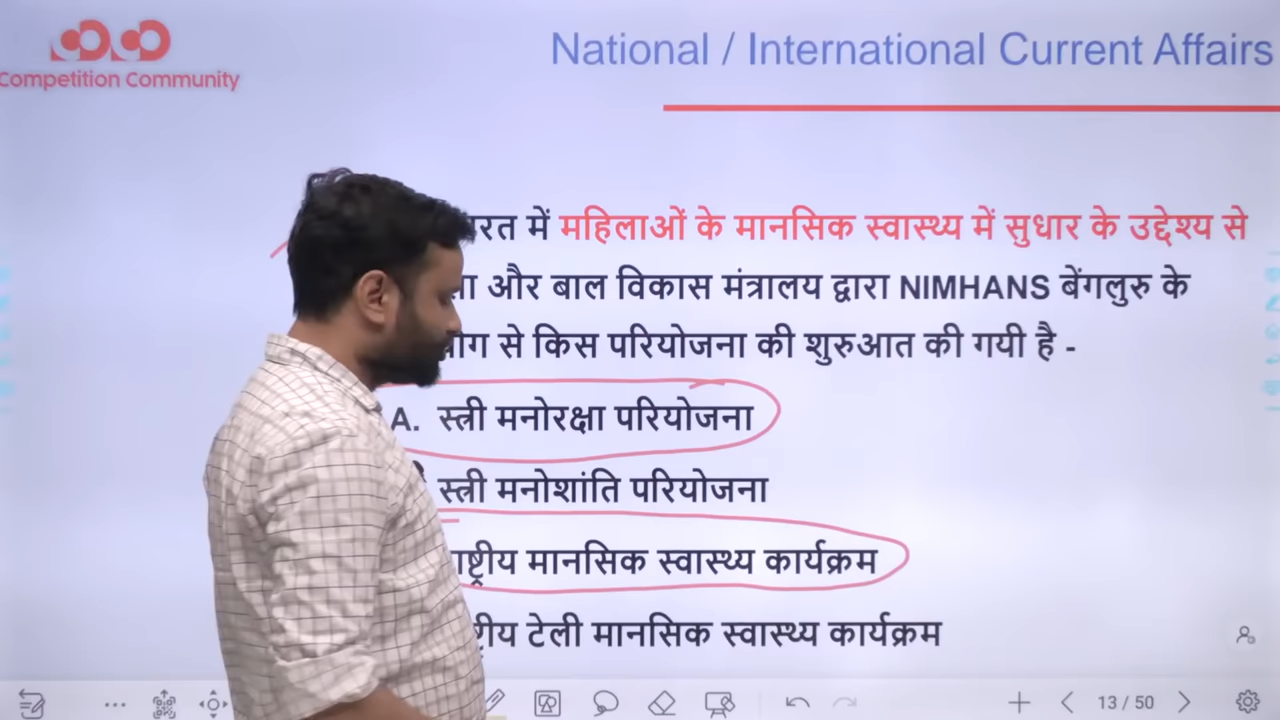 Competition Community
National / International Current Affairs
में महिलाओं के मानसिक स्वास्थ्य में सुधार के उद्देश्य से
और बाल विकास मंत्रालय द्वारा NIMHANS बेंगलुरु के
से किस परियोजना की शुरुआत की गयी है -
A. स्त्री मनोरक्षा परियोजना
स्त्री मनोशांति परियोजना
मानसिक स्वास्थ्य कार्यक्रम
टेली मानसिक स्वास्थ्य कार्यक्रम
13 / 50